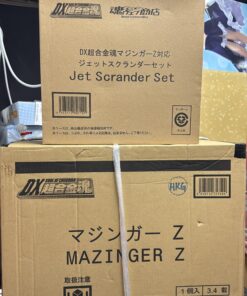 DX超合金魂
魂ウェブ商店
DX超合金魂マジンガーZ対応
ジェットスクランダーセット
Jet Scrander Set
DX超合金魂
HKG
マジンガー Z
MAZINGER Z
取扱注意
1個入
3.4